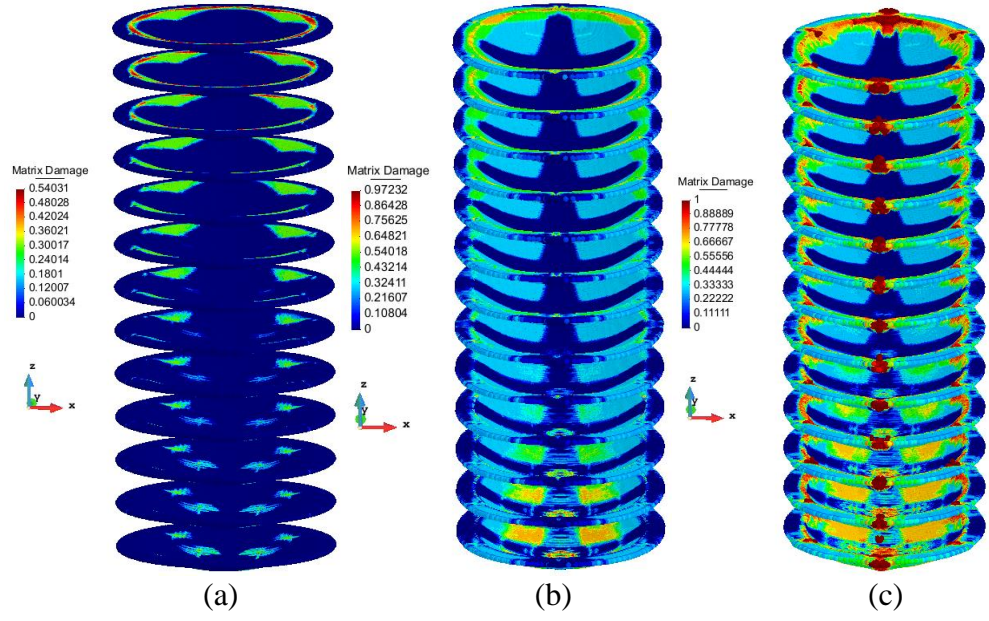 Matrix Damage
0.54031
0.48028
0.42024
0.36021
0.30017
0.24014
0.1801
0.12007
0.060034
0
z
y
x
(a)
Matrix Damage
0.97232
0.86428
0.75625
0.64821
0.54018
0.43214
0.32411
0.21607
0.10804
0
z
y
x
(b)
Matrix Damage
1
0.88889
0.77778
0.66667
0.55556
0.44444
0.33333
0.22222
0.11111
0
z
y
x
(c)